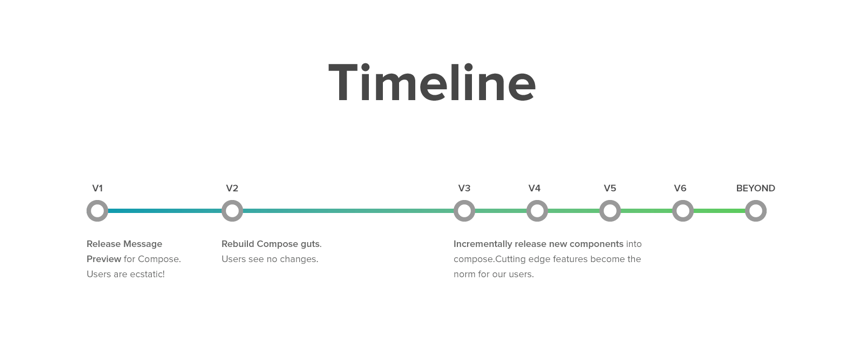 Timeline
V1
V2
V3
V4
V5
V6
BEYOND
Release Message
Preview for Compose.
Users are ecstatic!
Rebuild Compose guts.
Users see no changes.
Incrementally release new components into
compose.Cutting edge features become the
norm for our users.